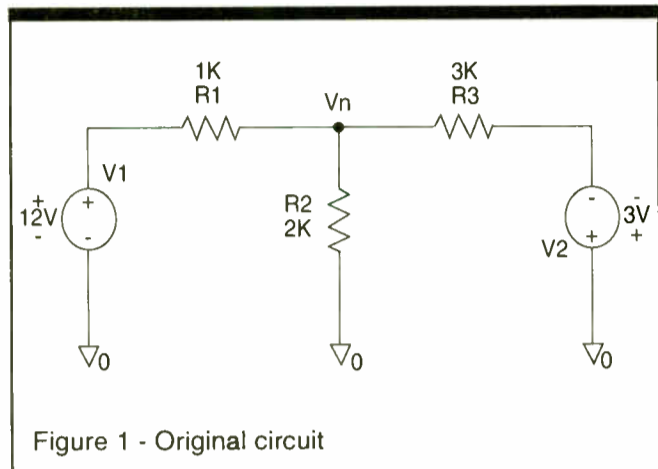 1K
R1
Vn
3K
R3
V1
+
12V
-
+
-
R2
2K
-
+
V2
-
3V
+
0
0
0
Figure 1 - Original circuit